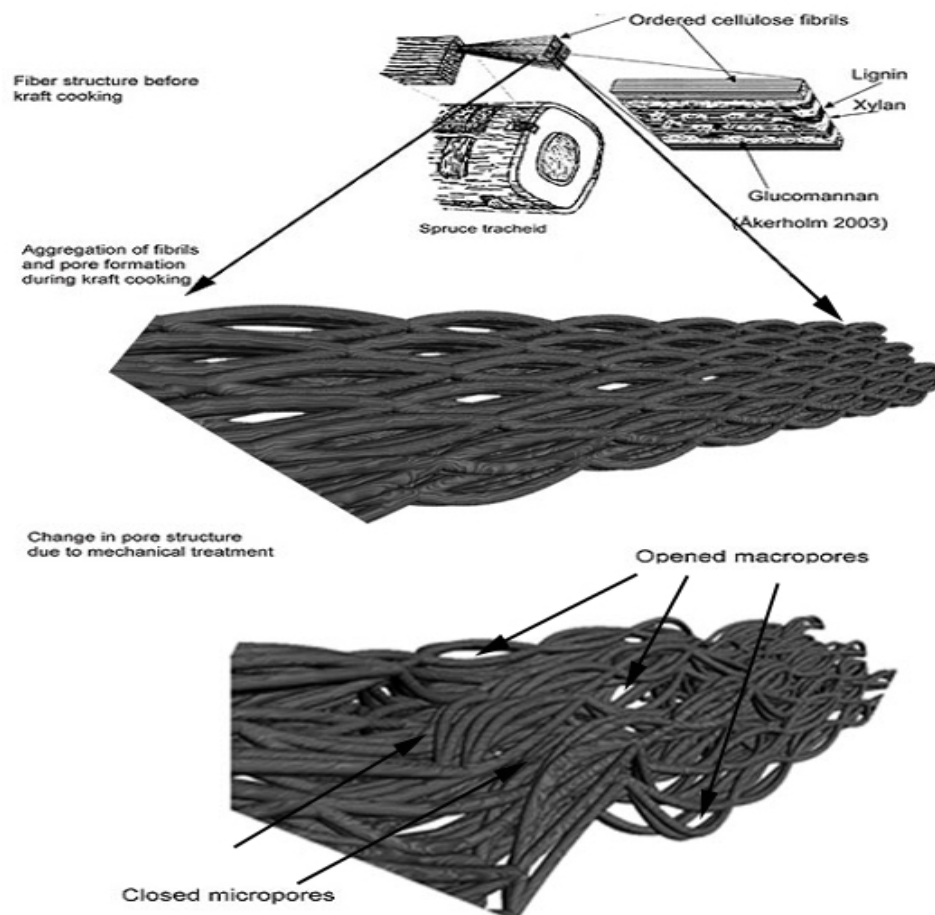 Ordered cellulose fibrils
Fiber structure before
kraft cooking
Lignin
Xylan
Glucomannan
(Åkerholm 2003)
Spruce tracheid
Aggregation of fibrils
and pore formation
during kraft cooking
Change in pore structure
due to mechanical treatment
Opened macropores
Closed micropores